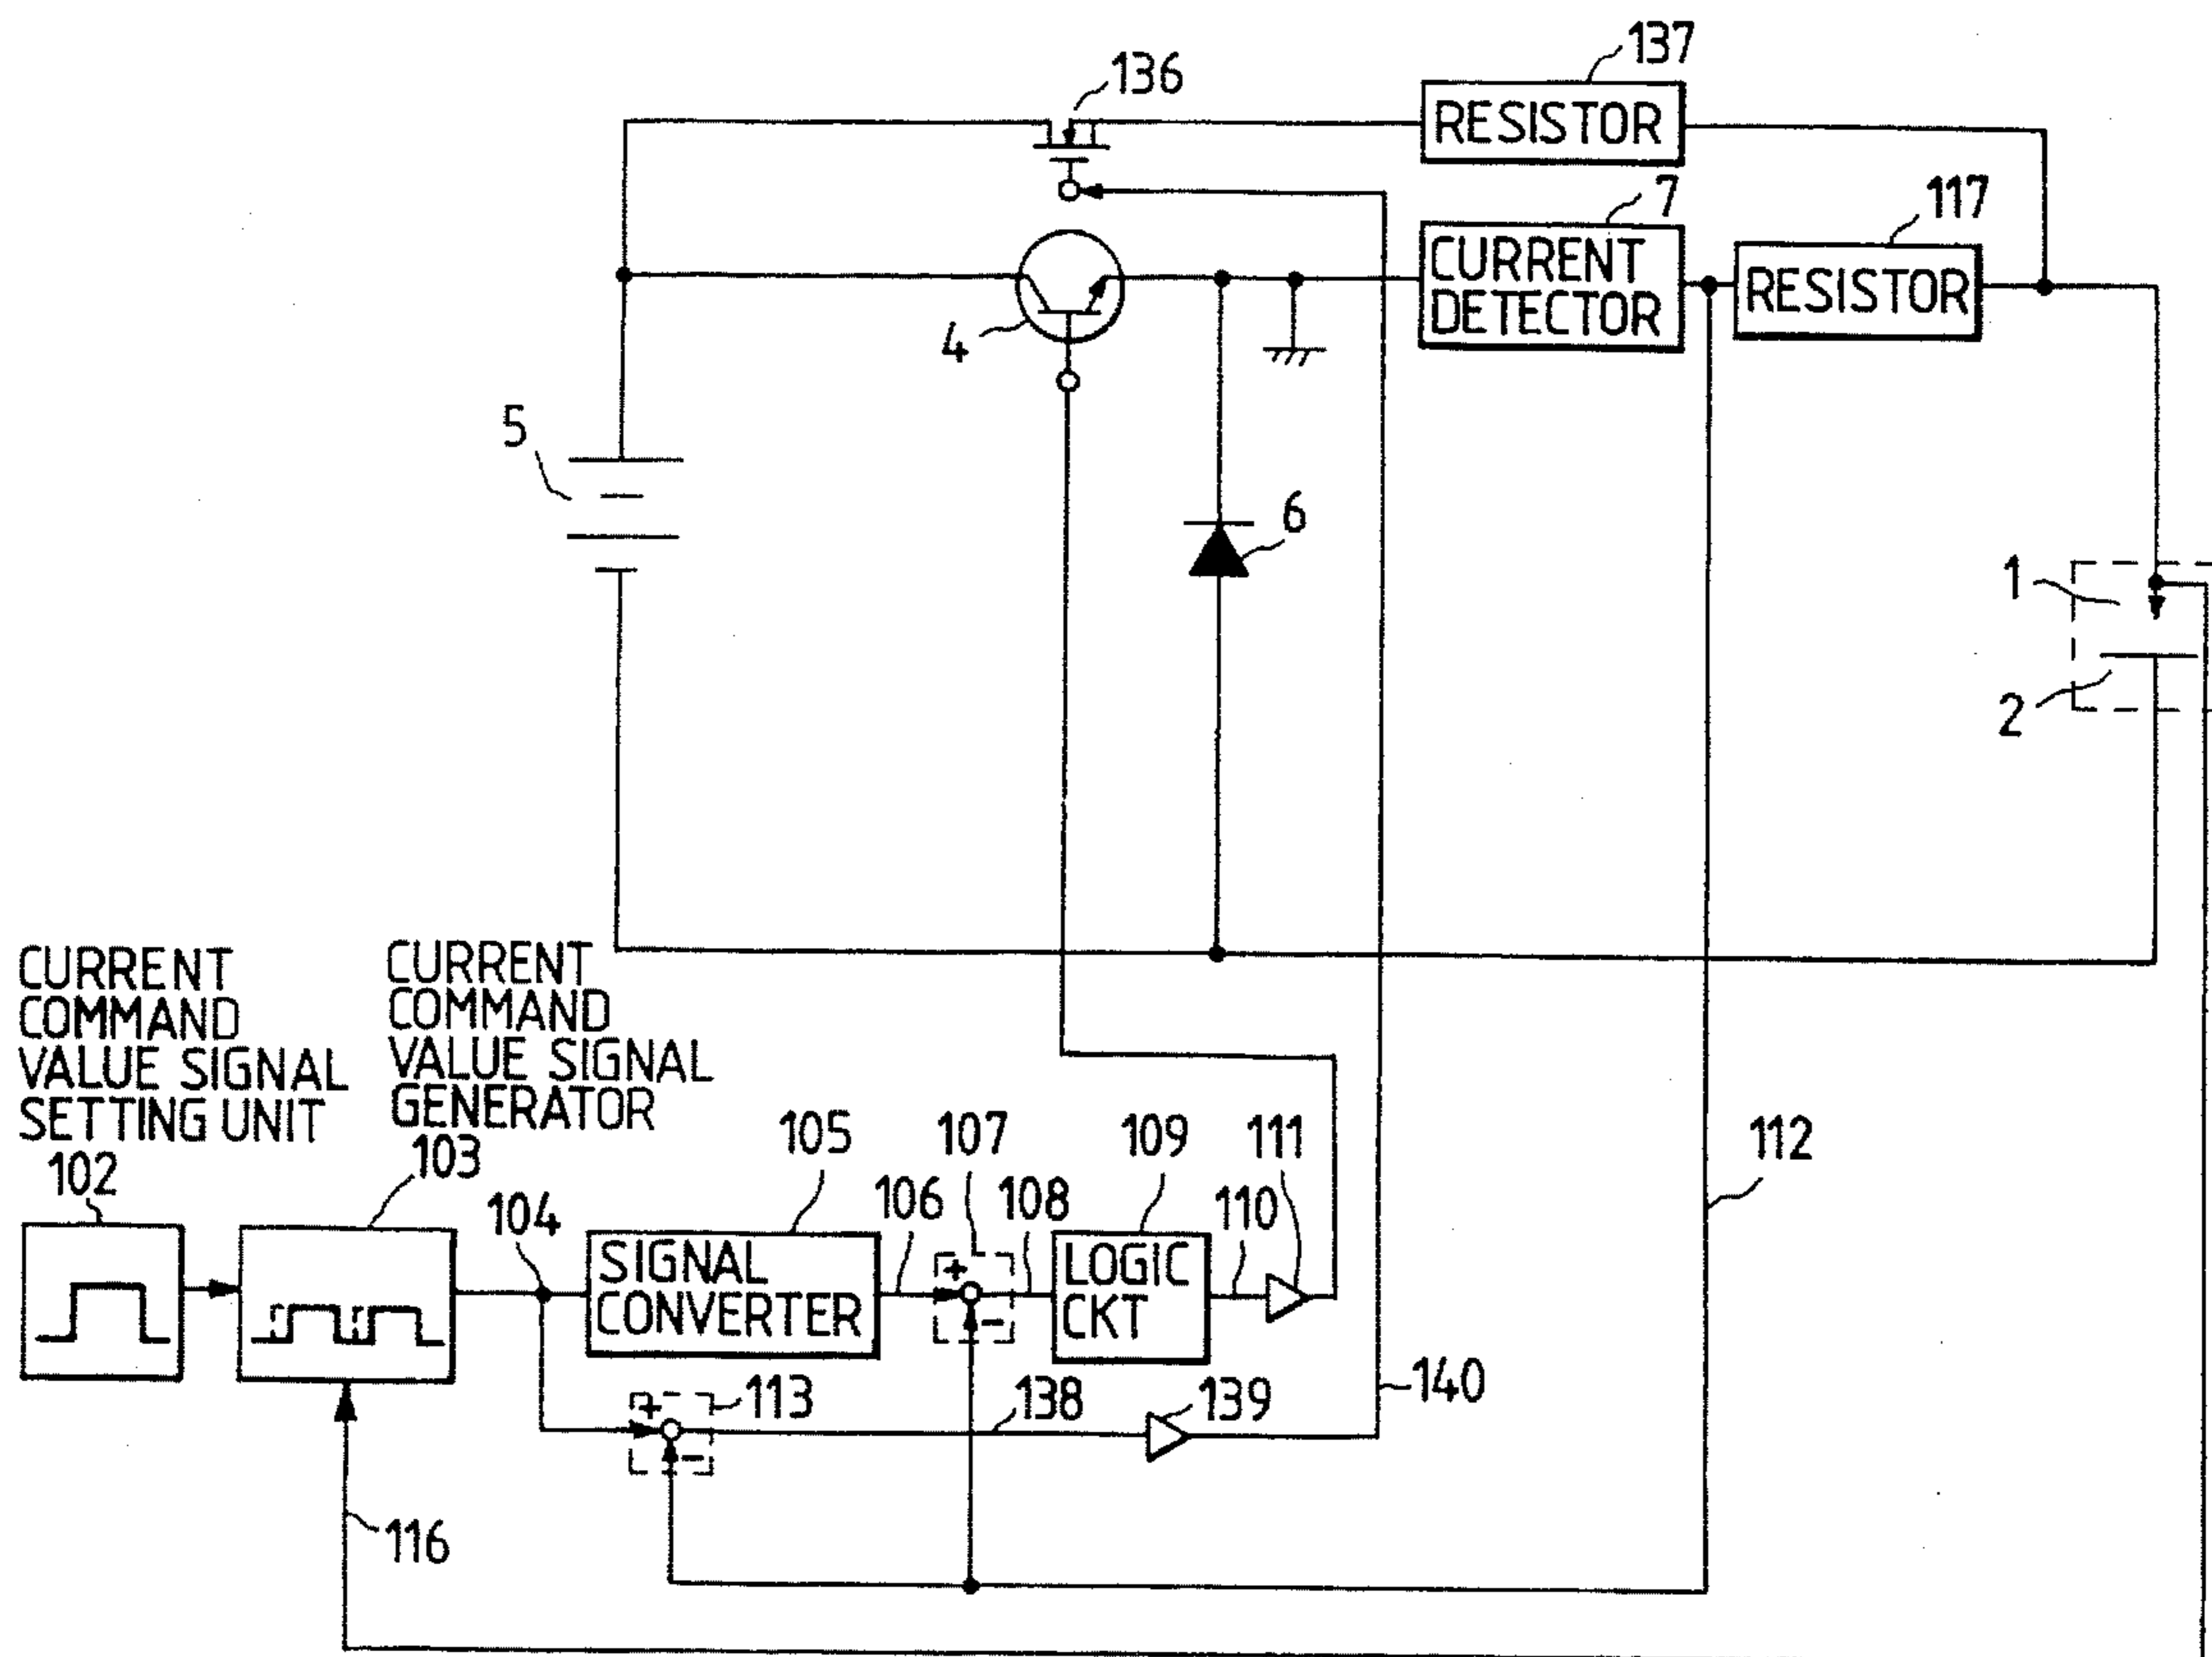 137
136
RESISTOR
7
117
CURRENT
DETECTOR
RESISTOR
4
5
6
1
2
CURRENT
COMMAND
VALUE SIGNAL
SETTING UNIT
102
CURRENT
COMMAND
VALUE SIGNAL
GENERATOR
103
104
105
106
107
108
109
110
111
112
SIGNAL
CONVERTER
+
-
LOGIC
CKT
+
-
113
138
139
140
116